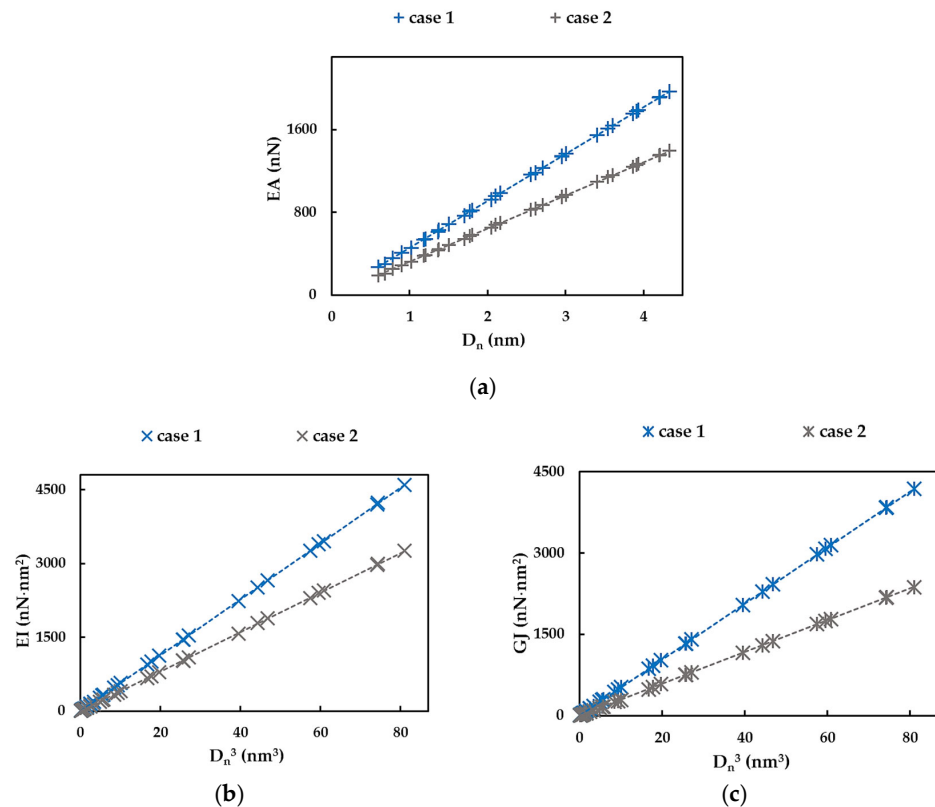 case 1 case 2
EA (nN)
1600
800
0
0 1 2 3 4
Dₙ (nm)
(a)
case 1 case 2
EI (nN·nm²)
4500
3000
1500
0
0 20 40 60 80
Dₙ³ (nm³)
(b)
case 1 case 2
GJ (nN·nm²)
4500
3000
1500
0
0 20 40 60 80
Dₙ³ (nm³)
(c)